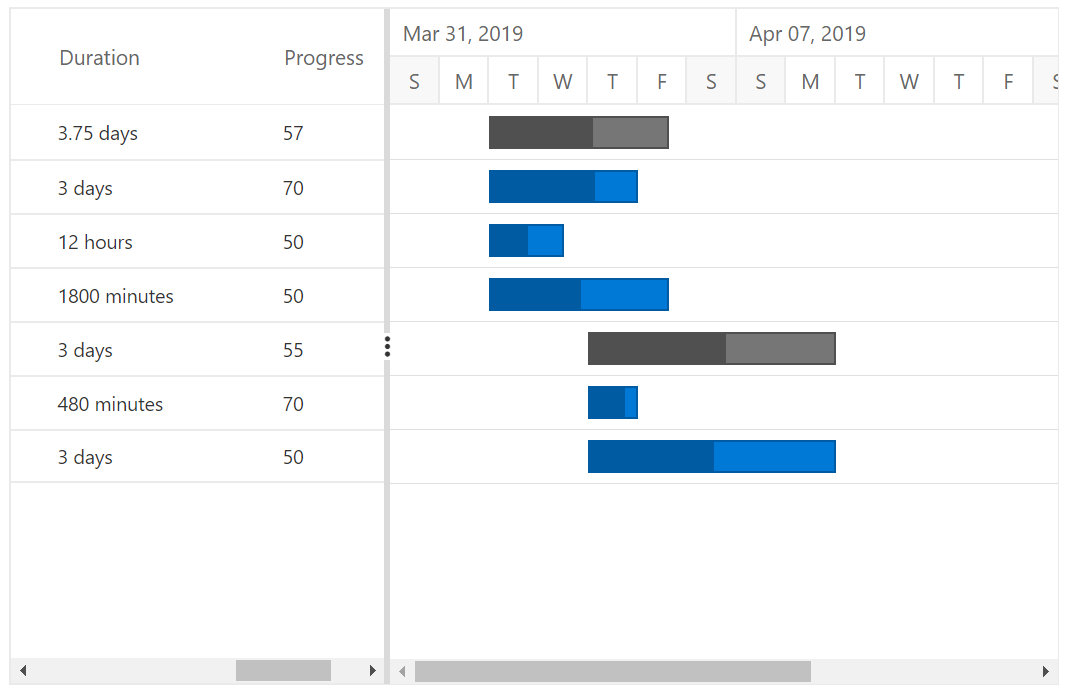 Duration Progress Mar 31, 2019 Apr 07, 2019
S M T W T F S S M T W T F S
3.75 days 57
3 days 70
12 hours 50
1800 minutes 50
3 days 55
480 minutes 70
3 days 50